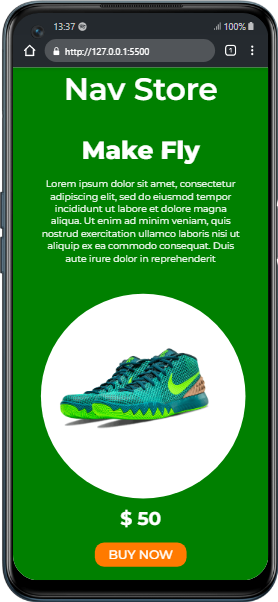 13:37 100%
http://127.0.0.1:5500 1
Nav Store
Make Fly
Lorem ipsum dolor sit amet, consectetur
adipiscing elit, sed do eiusmod tempor
incididunt ut labore et dolore magna
aliqua. Ut enim ad minim veniam, quis
nostrud exercitation ullamco laboris nisi ut
aliquip ex ea commodo consequat. Duis
aute irure dolor in reprehenderit
$ 50
BUY NOW